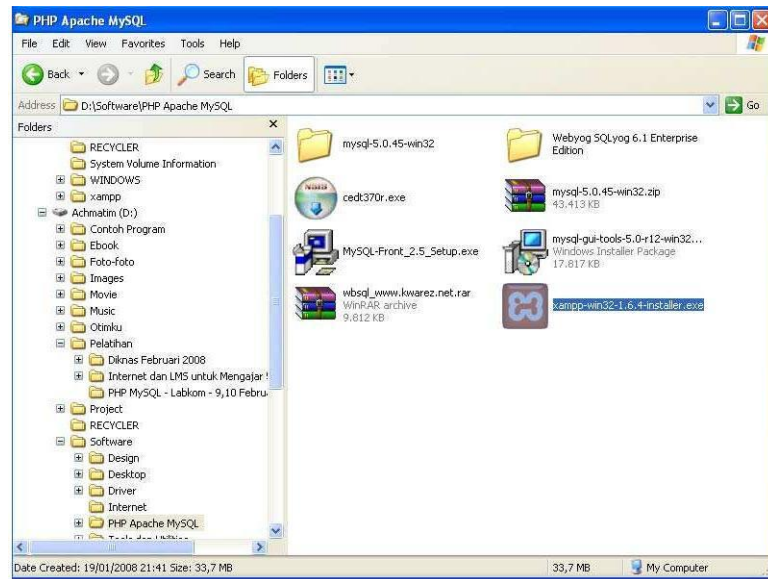 PHP Apache MySQL
File Edit View Favorites Tools Help
Back Search Folders
Address D:\Software\PHP Apache MySQL Go
Folders
RECYCLER
System Volume Information
WINDOWS
xampp
Achmatim (D:)
Contoh Program
Ebook
Foto-foto
Images
Movie
Music
Otimku
Pelatihan
Diknas Februari 2008
Internet dan LMS untuk Mengajar
PHP MySQL - Labkom - 9,10 Febru
Project
RECYCLER
Software
Design
Desktop
Driver
Internet
PHP Apache MySQL
mysql-5.0.45-win32
Webyog SQLyog 6.1 Enterprise
Edition
cedt370r.exe
mysql-5.0.45-win32.zip
43.413 KB
MySQL-Front_2.5_Setup.exe
mysql-gui-tools-5.0-r12-win32...
Windows Installer Package
17.817 KB
wbsql_www.kwarez.net.rar
WinRAR archive
9.812 KB
xampp-win32-1.6.4-installer.exe
Date Created: 19/01/2008 21:41 Size: 33,7 MB 33,7 MB My Computer